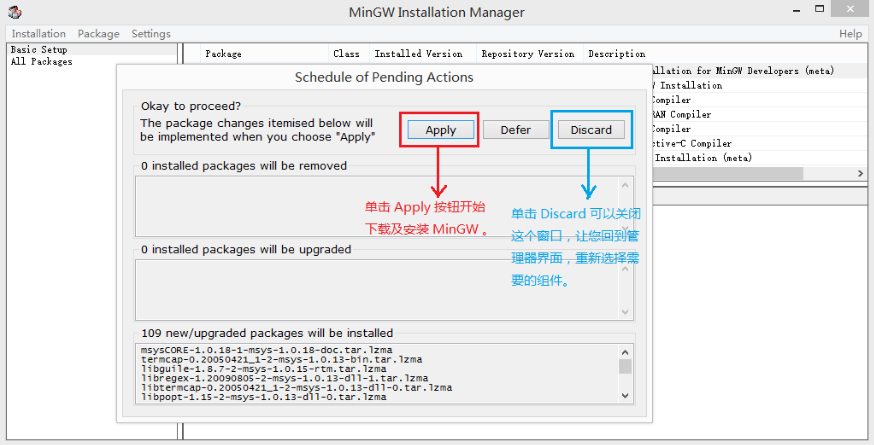 MinGW Installation Manager
Installation Package Settings Help
Basic Setup
All Packages
Package Class Installed Version Repository Version Description
allation for MinGW Developers (meta)
Installation
Compiler
RAN Compiler
Compiler
ctive-C Compiler
Installation (meta)
Schedule of Pending Actions
Okay to proceed?
The package changes itemised below will
be implemented when you choose "Apply"
Apply Defer Discard
0 installed packages will be removed
单击 Apply 按钮开始
下载及安装 MinGW 。
单击 Discard 可以关闭
这个窗口，让您回到管
理器界面，重新选择需
要的组件。
0 installed packages will be upgraded
109 new/upgraded packages will be installed
msysCORE-1.0.18-1-msys-1.0.18-doc.tar.lzma
termcap-0.20050421_1-2-msys-1.0.13-bin.tar.lzma
libguile-1.8.7-2-msys-1.0.15-rtm.tar.lzma
libregex-1.20090805-2-msys-1.0.13-dll-1.tar.lzma
libtermcap-0.20050421_1-2-msys-1.0.13-dll-0.tar.lzma
libpopt-1.15-2-msys-1.0.13-dll-0.tar.lzma